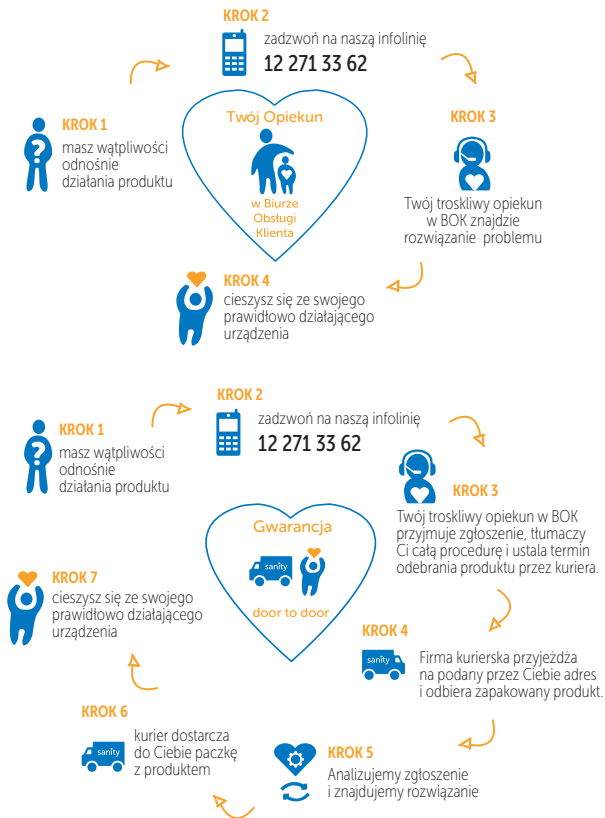 KROK 2
zadzwoń na naszą infolinię
12 271 33 62
KROK 1
masz wątpliwości
odnośnie
działania produktu
Twój Opiekun
w Biurze
Obsługi
Klienta
KROK 3
Twój troskliwy opiekun
w BOK znajdzie
rozwiązanie problemu
KROK 4
cieszysz się ze swojego
prawidłowo działającego
urządzenia
KROK 2
zadzwoń na naszą infolinię
12 271 33 62
KROK 1
masz wątpliwości
odnośnie
działania produktu
KROK 3
Twój troskliwy opiekun w BOK
przyjmuje zgłoszenie, tłumaczy
Ci całą procedurę i ustala termin
odebrania produktu przez kuriera.
Gwarancja
sanity
door to door
KROK 7
cieszysz się ze swojego
prawidłowo działającego
urządzenia
KROK 4
sanity
Firma kurierska przyjeżdża
na podany przez Ciebie adres
i odbiera zapakowany produkt.
KROK 6
sanity
kurier dostarcza
do Ciebie paczkę
z produktem
KROK 5
Analizujemy zgłoszenie
i znajdujemy rozwiązanie